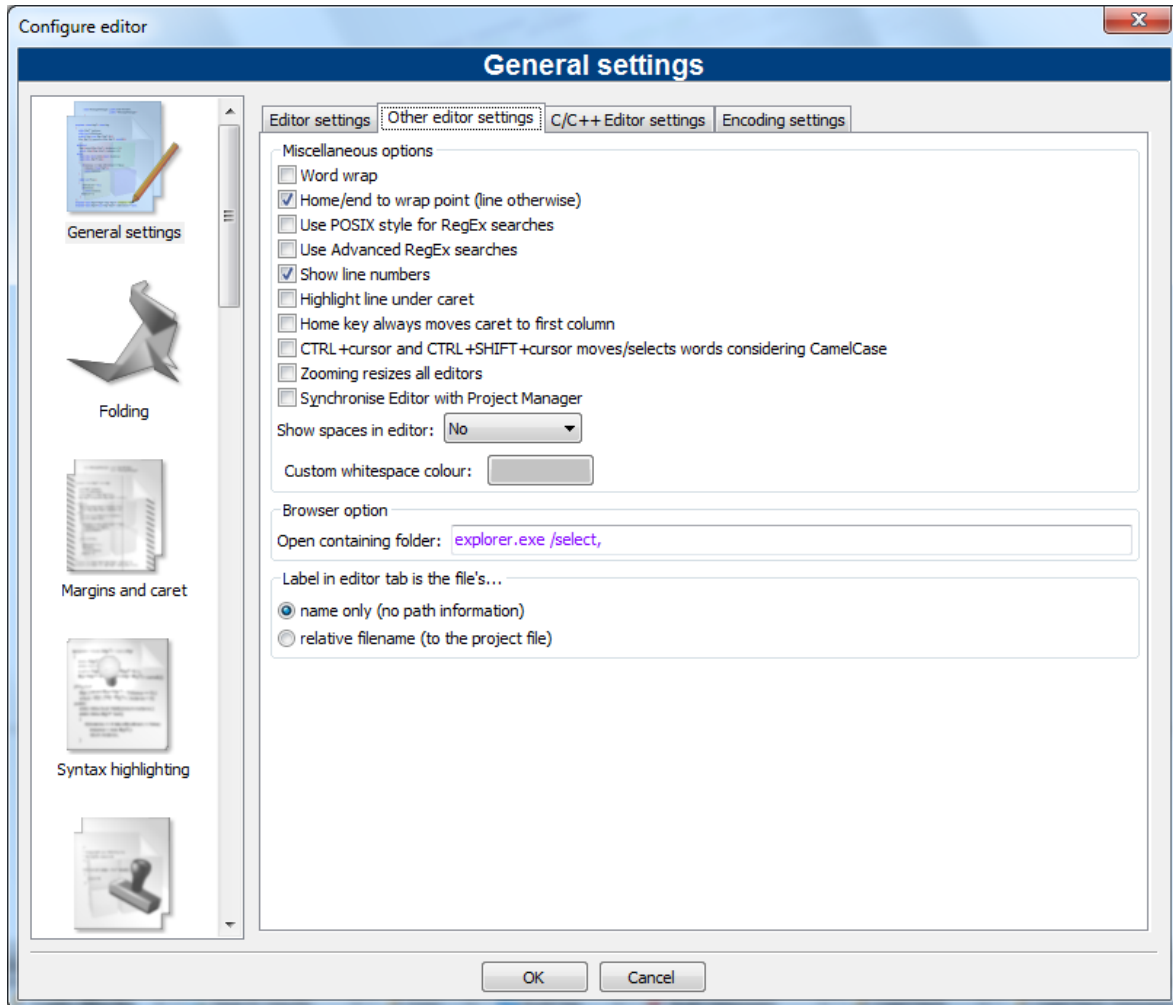 Configure editor
General settings
General settings
Folding
Margins and caret
Syntax highlighting
Editor settings
Other editor settings
C/C++ Editor settings
Encoding settings
Miscellaneous options
Word wrap
Home/end to wrap point (line otherwise)
Use POSIX style for RegEx searches
Use Advanced RegEx searches
Show line numbers
Highlight line under caret
Home key always moves caret to first column
CTRL+cursor and CTRL+SHIFT+cursor moves/selects words considering CamelCase
Zooming resizes all editors
Synchronise Editor with Project Manager
Show spaces in editor: No
Custom whitespace colour:
Browser option
Open containing folder: explorer.exe /select,
Label in editor tab is the file's...
name only (no path information)
relative filename (to the project file)
OK
Cancel